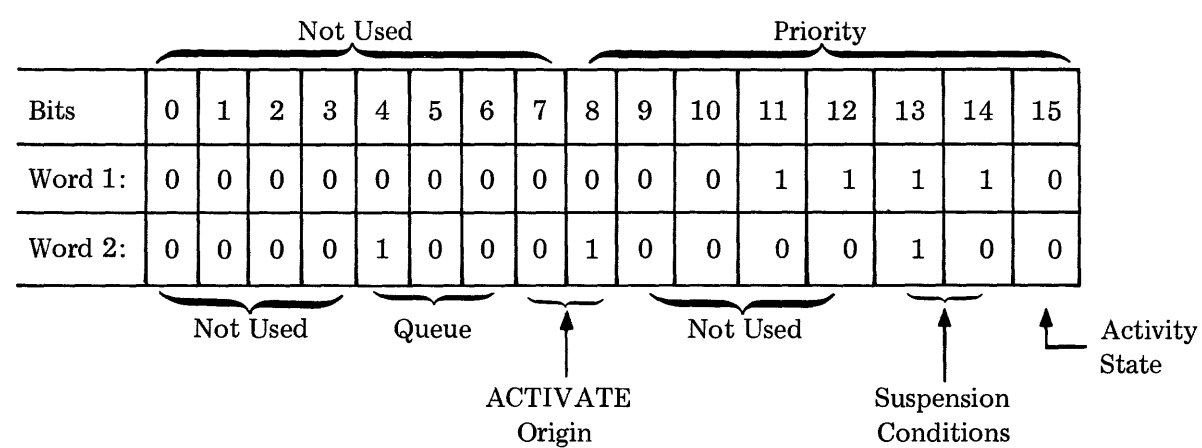 Not Used Priority
Bits 0 1 2 3 4 5 6 7 8 9 10 11 12 13 14 15
Word 1: 0 0 0 0 0 0 0 0 0 0 0 1 1 1 1 0
Word 2: 0 0 0 0 1 0 0 0 1 0 0 0 0 1 0 0
Not Used Queue Not Used Activity
State
ACTIVATE Suspension
Origin Conditions